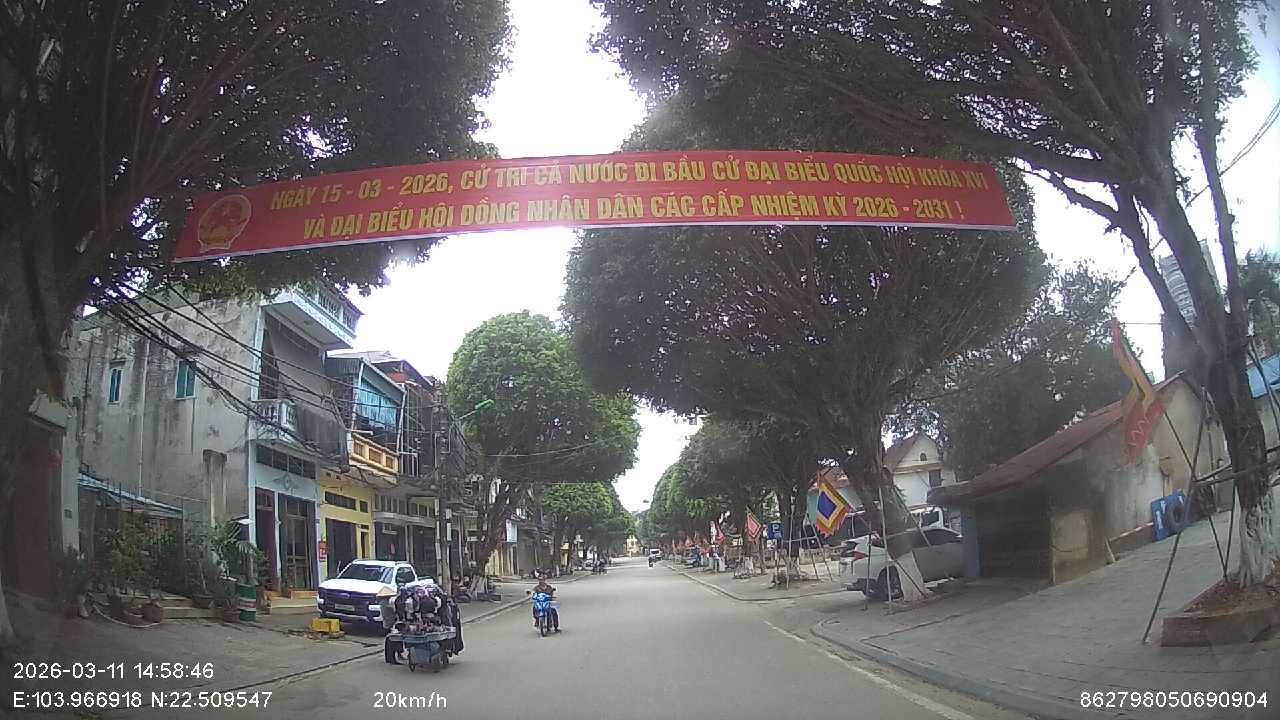 NGÀY 15 - 03 - 2026, CỬ TRI CẢ NƯỚC ĐI BẦU CỬ ĐẠI BIỂU QUỐC HỘI KHÓA XVI
VÀ ĐẠI BIỂU HỘI ĐỒNG NHÂN DÂN CÁC CẤP NHIỆM KỲ 2026 - 2031 !
2026-03-11 14:58:46
E:103.966918 N:22.509547 20km/h 862798050690904